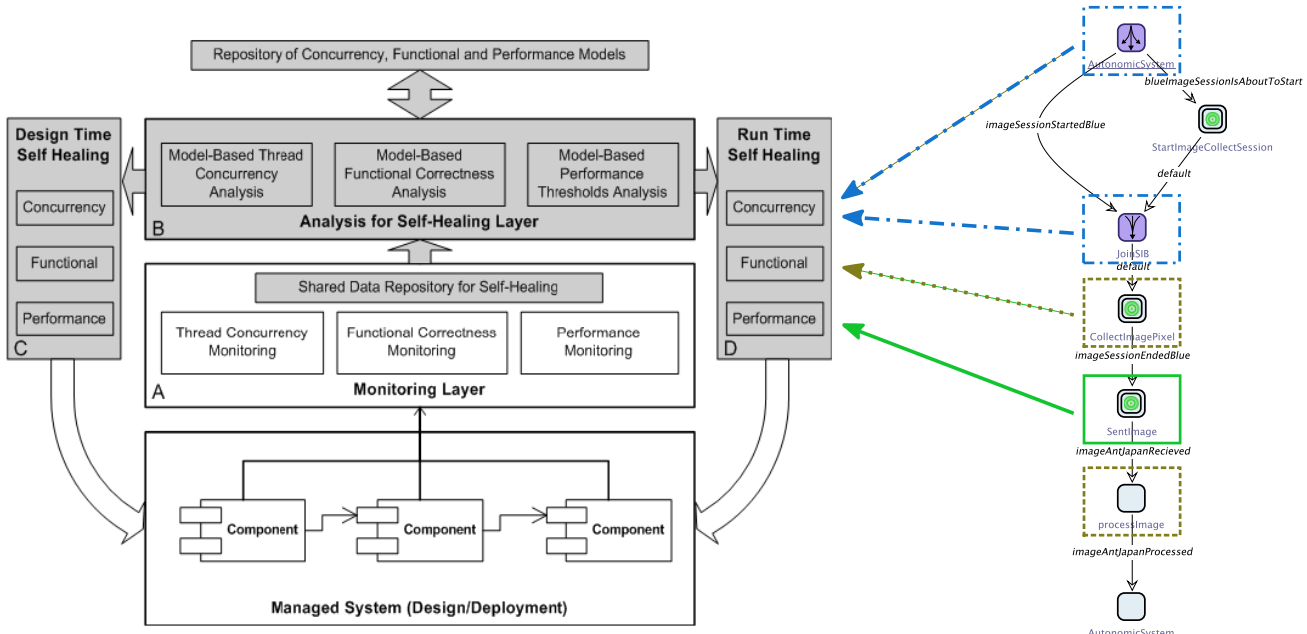 Repository of Concurrency, Functional and Performance Models
Design Time
Self Healing
Concurrency
Functional
Performance
C
Model-Based Thread
Concurrency
Analysis
Model-Based
Functional Correctness
Analysis
Model-Based
Performance
Thresholds Analysis
B
Analysis for Self-Healing Layer
Run Time
Self Healing
Concurrency
Functional
Performance
D
Shared Data Repository for Self-Healing
Thread Concurrency
Monitoring
Functional Correctness
Monitoring
Performance
Monitoring
A
Monitoring Layer
Component
Component
Component
Managed System (Design/Deployment)
AutonomicSystem
blueImageSessionIsAboutToStart
imageSessionStartedBlue
StartImageCollectSession
default
JoinSIB
default
CollectImagePixel
imageSessionEndedBlue
SentImage
imageAntJapanRecieved
processImage
imageAntJapanProcessed
AutonomicSystem